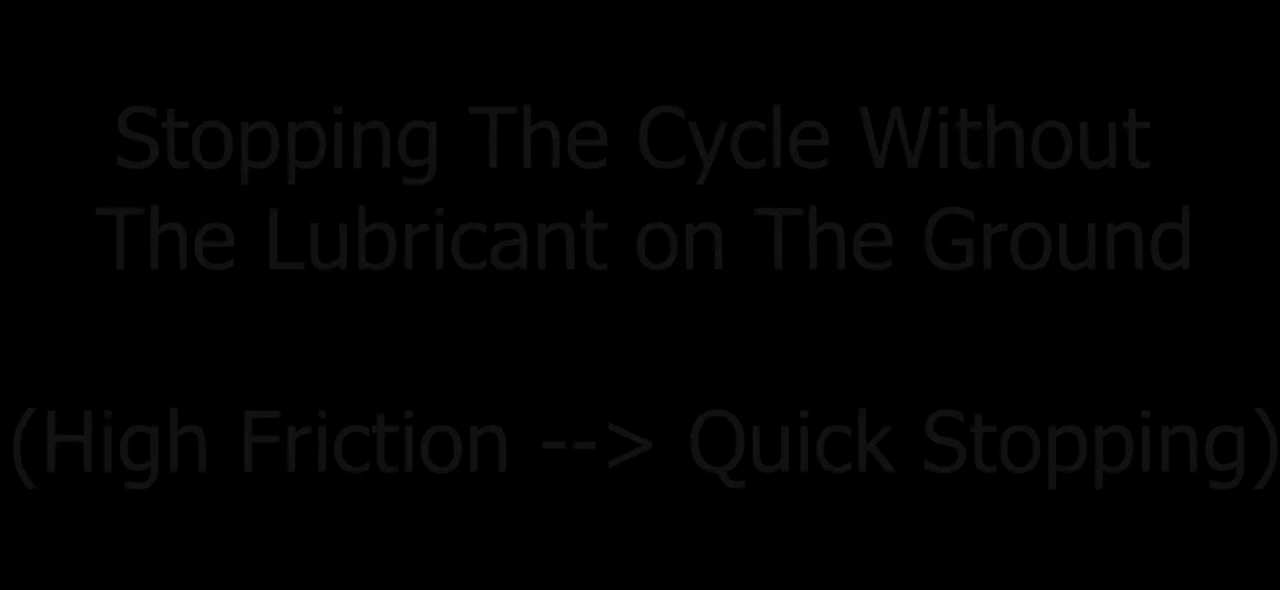 Stopping The Cycle Without
The Lubricant on The Ground
(High Friction --> Quick Stopping)